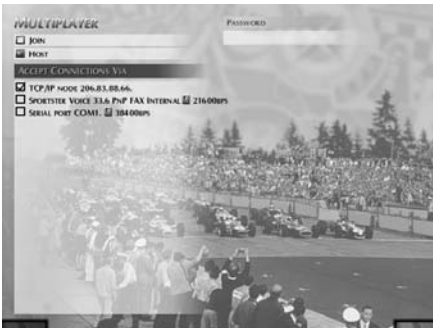 MULTIPLAYER
PASSWORD
JOIN
HOST
ACCEPT CONNECTIONS VIA
TCP/IP NODE 206.83.88.66.
SPORTSTER VOICE 33.6 PNP FAX INTERNAL 21600BPS
SERIAL PORT COM1. 38400BPS